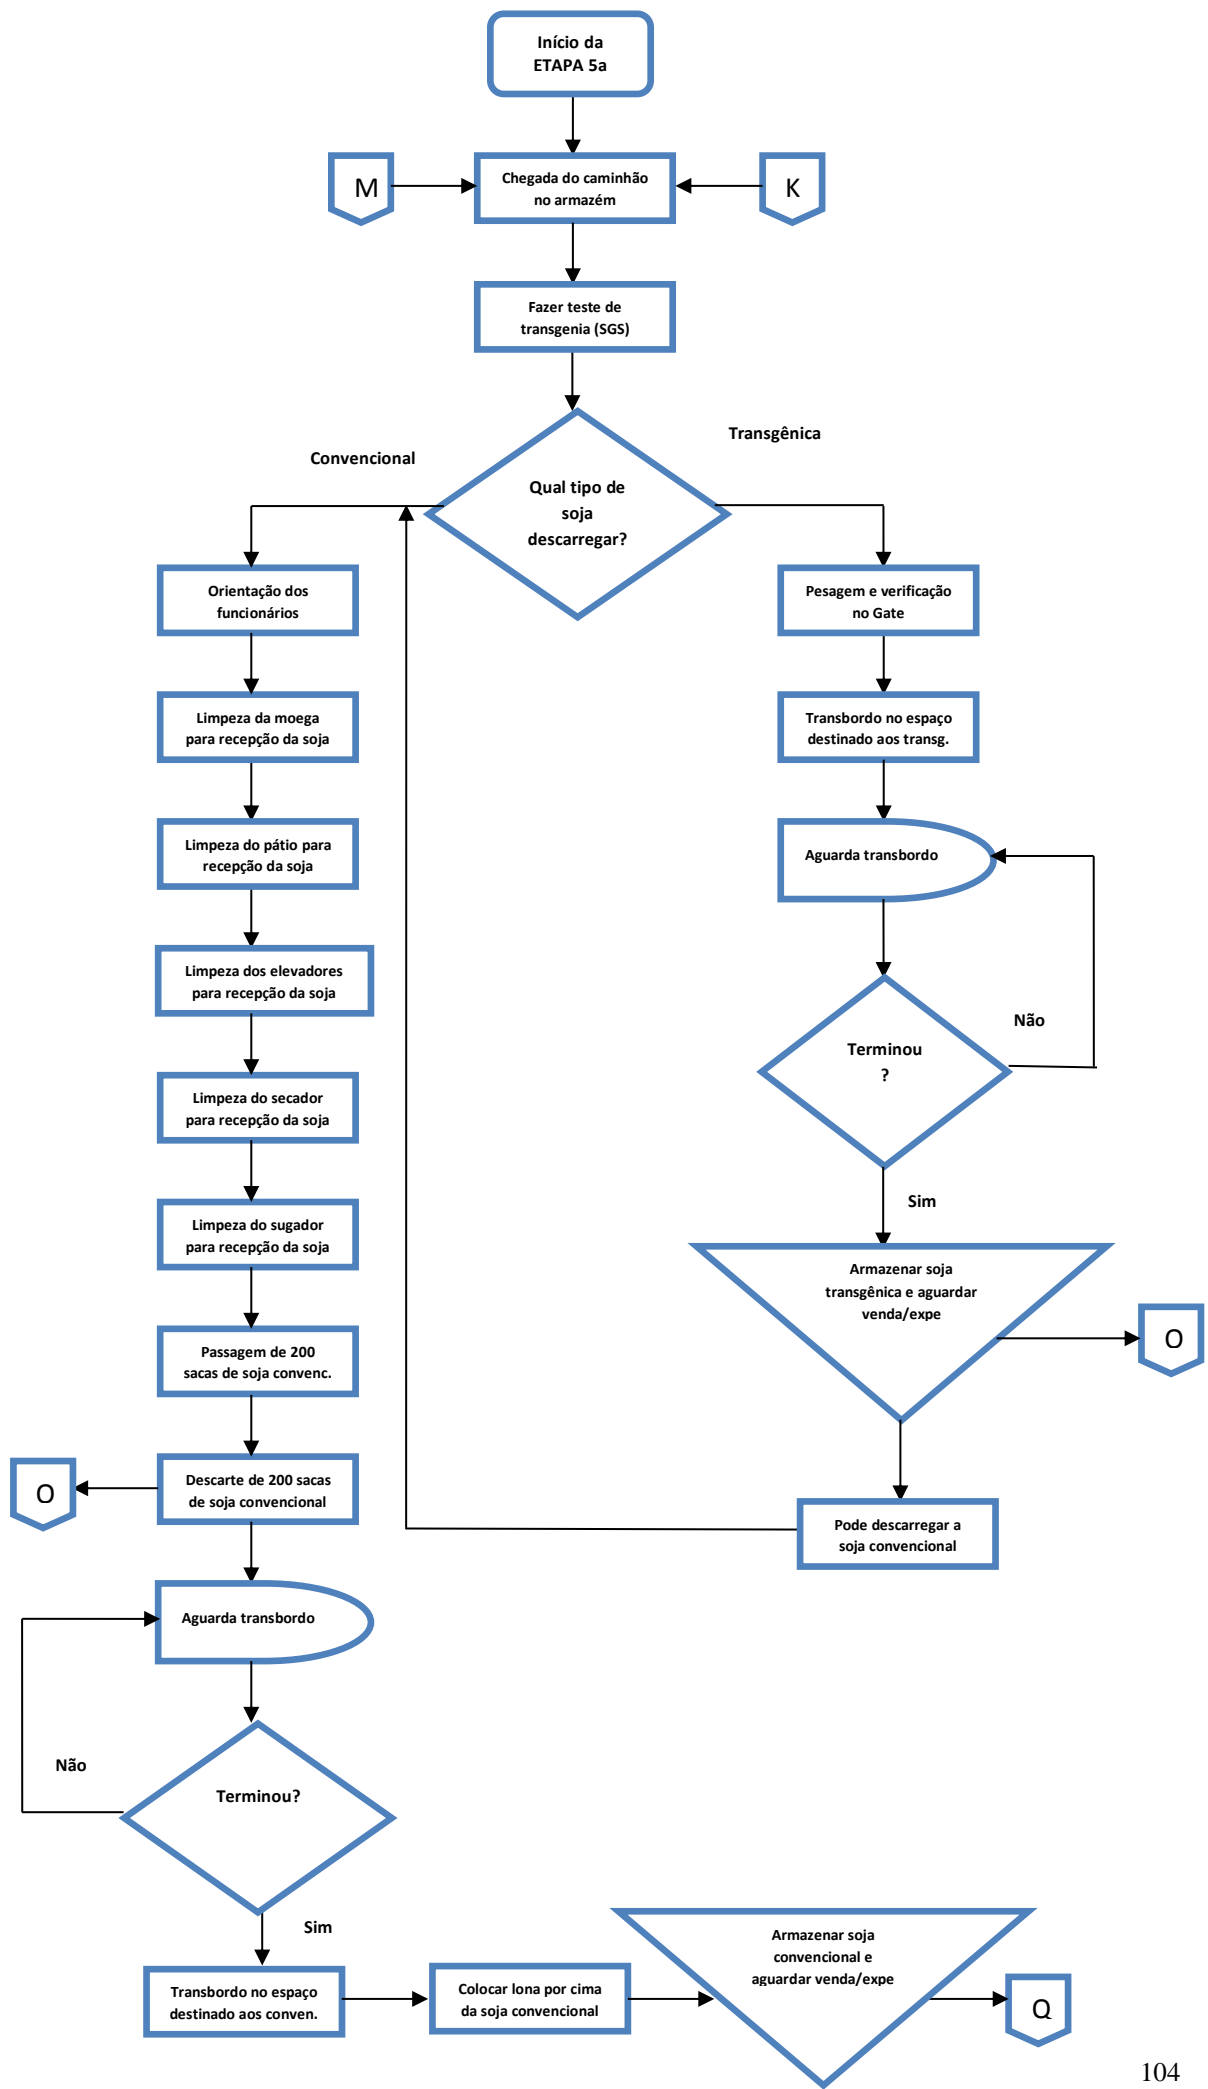 Início da
ETAPA 5a
M
Chegada do caminhão
no armazém
K
Fazer teste de
transgenia (SGS)
Convencional
Transgênica
Qual tipo de
soja
descarregar?
Orientação dos
funcionários
Pesagem e verificação
no Gate
Limpeza da moega
para recepção da soja
Transbordo no espaço
destinado aos transg.
Limpeza do pátio para
recepção da soja
Aguarda transbordo
Limpeza dos elevadores
para recepção da soja
Terminou
?
Não
Limpeza do secador
para recepção da soja
Sim
Limpeza do sugador
para recepção da soja
Armazenar soja
transgênica e aguardar
venda/expe
O
Passagem de 200
sacas de soja convenc.
O
Descarte de 200 sacas
de soja convencional
Pode descarregar a
soja convencional
Aguarda transbordo
Não
Terminou?
Sim
Transbordo no espaço
destinado aos conven.
Colocar lona por cima
da soja convencional
Armazenar soja
convencional e
aguardar venda/expe
Q
104